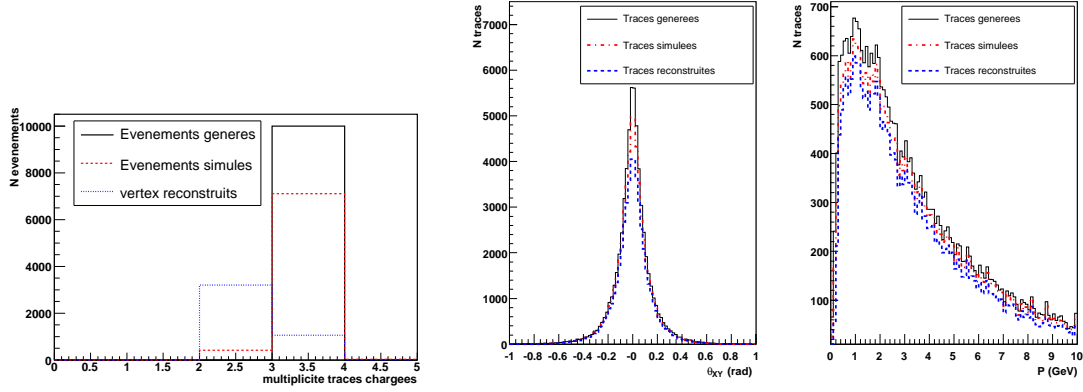 N evenements
10000
8000
6000
4000
2000
0
Evenements generes
Evenements simules
vertex reconstruits
0 0.5 1 1.5 2 2.5 3 3.5 4 4.5 5
multiplicite traces chargees
N traces
7000
6000
5000
4000
3000
2000
1000
0
Traces generees
Traces simulees
Traces reconstruites
-1 -0.8 -0.6 -0.4 -0.2 -0 0.2 0.4 0.6 0.8 1
θXY (rad)
N traces
700
600
500
400
300
200
100
Traces generees
Traces simulees
Traces reconstruites
0 1 2 3 4 5 6 7 8 9 10
P (GeV)